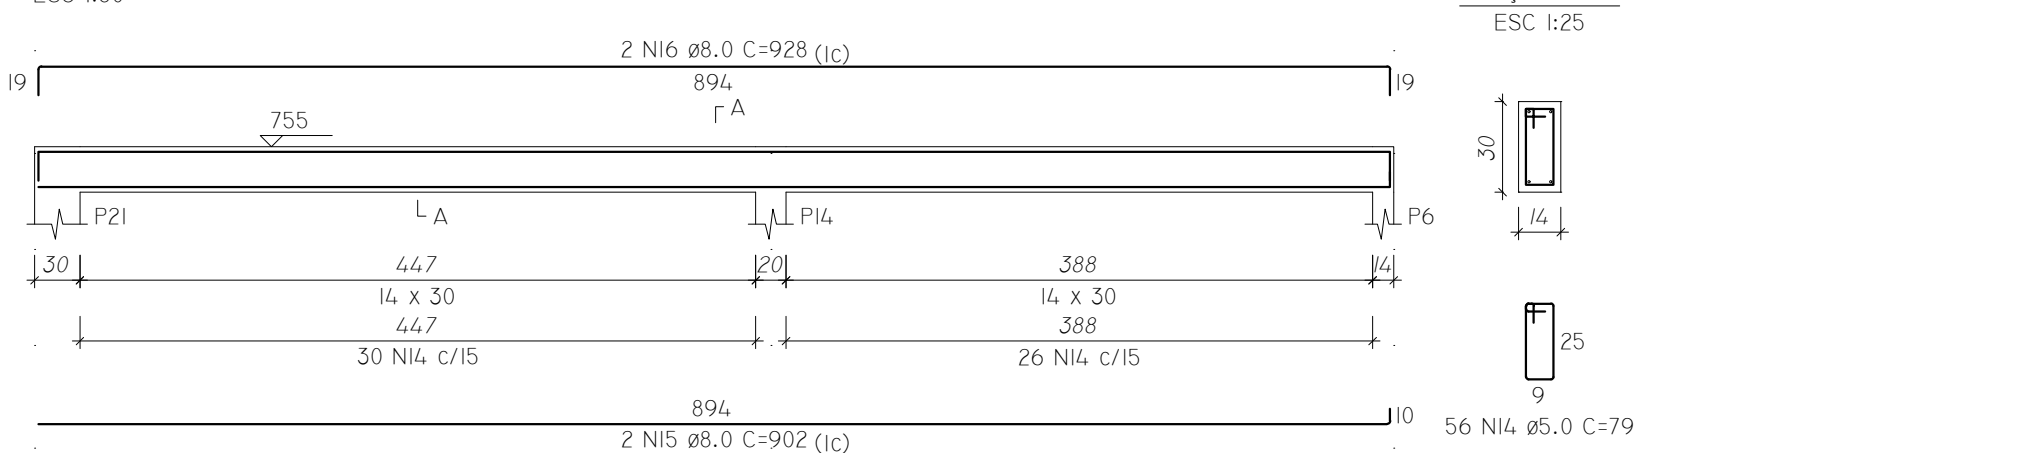 ESC 1:25
2 N16 ø8.0 C=928 (1c)
19 894 19
A
755
30
P21 A P14 P6 14
30 447 20 388 14
14 x 30 14 x 30
447 388
30 N14 c/15 26 N14 c/15
25
9
894 10
2 N15 ø8.0 C=902 (1c)
56 N14 ø5.0 C=79